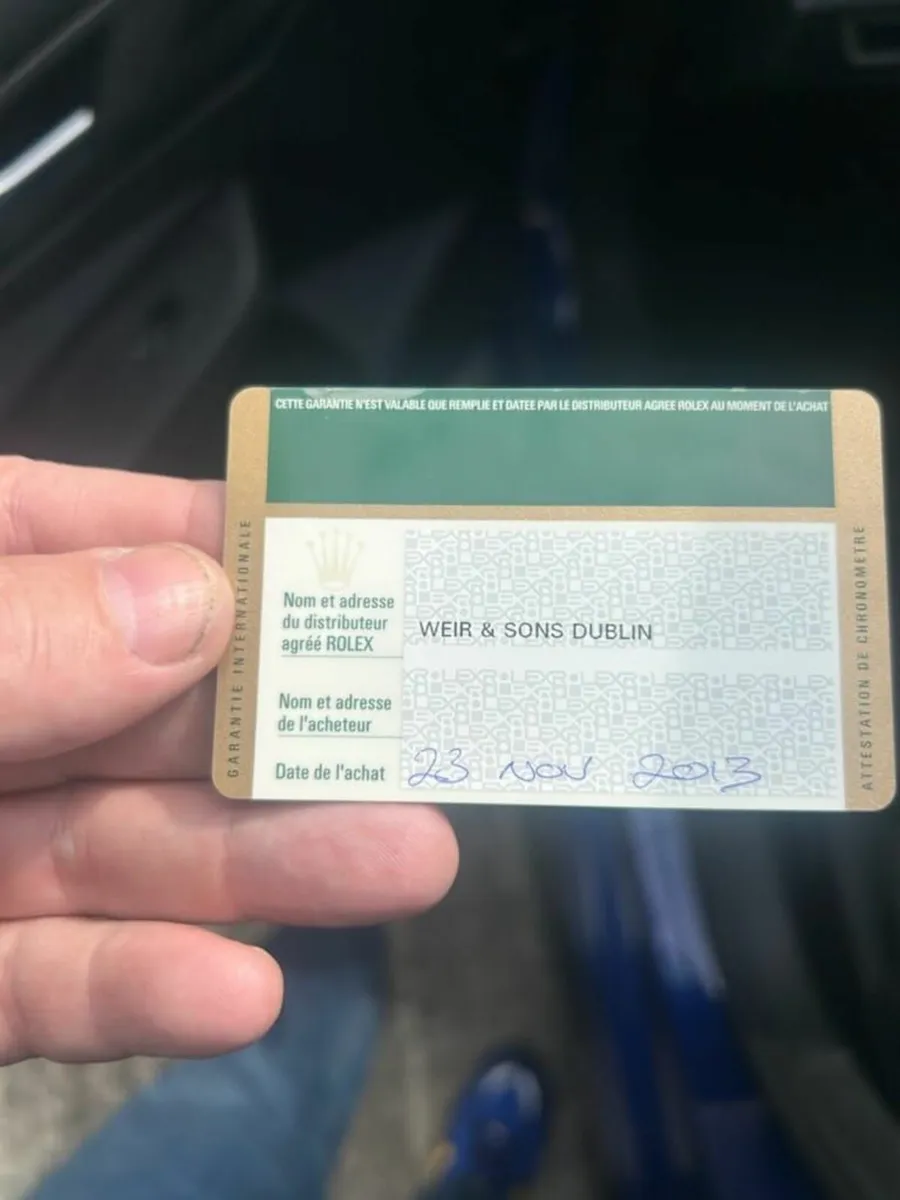 CETTE GARANTIE N'EST VALABLE QUE REMPLIE ET DATEE PAR LE DISTRIBUTEUR AGREE ROLEX AU MOMENT DE L'ACHAT
GARANTIE INTERNATIONALE
Nom et adresse
du distributeur
agréé ROLEX
WEIR & SONS DUBLIN
Nom et adresse
de l'acheteur
Date de l'achat
23 NOV 2013
ATTESTATION DE CHRONOMETRE